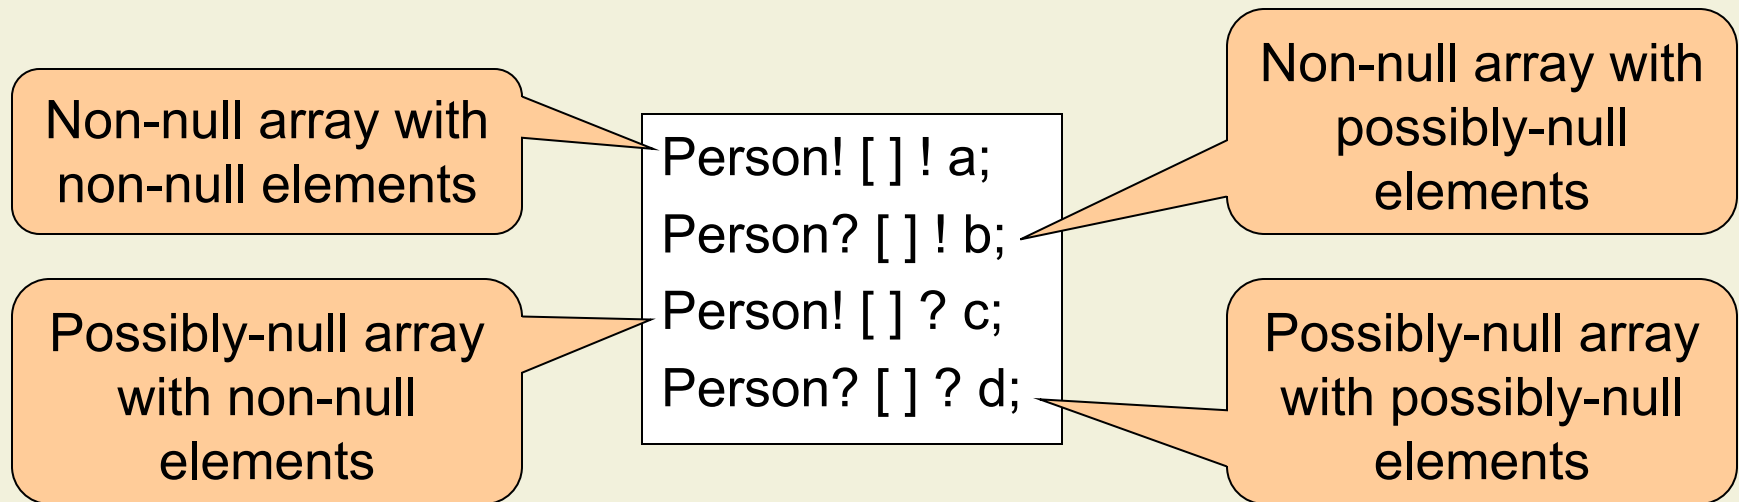 Non-null array with
non-null elements
Possibly-null array
with non-null
elements
Person! [ ] ! a;
Person? [ ] ! b;
Person! [ ] ? c;
Person? [ ] ? d;
Non-null array with
possibly-null
elements
Possibly-null array
with possibly-null
elements